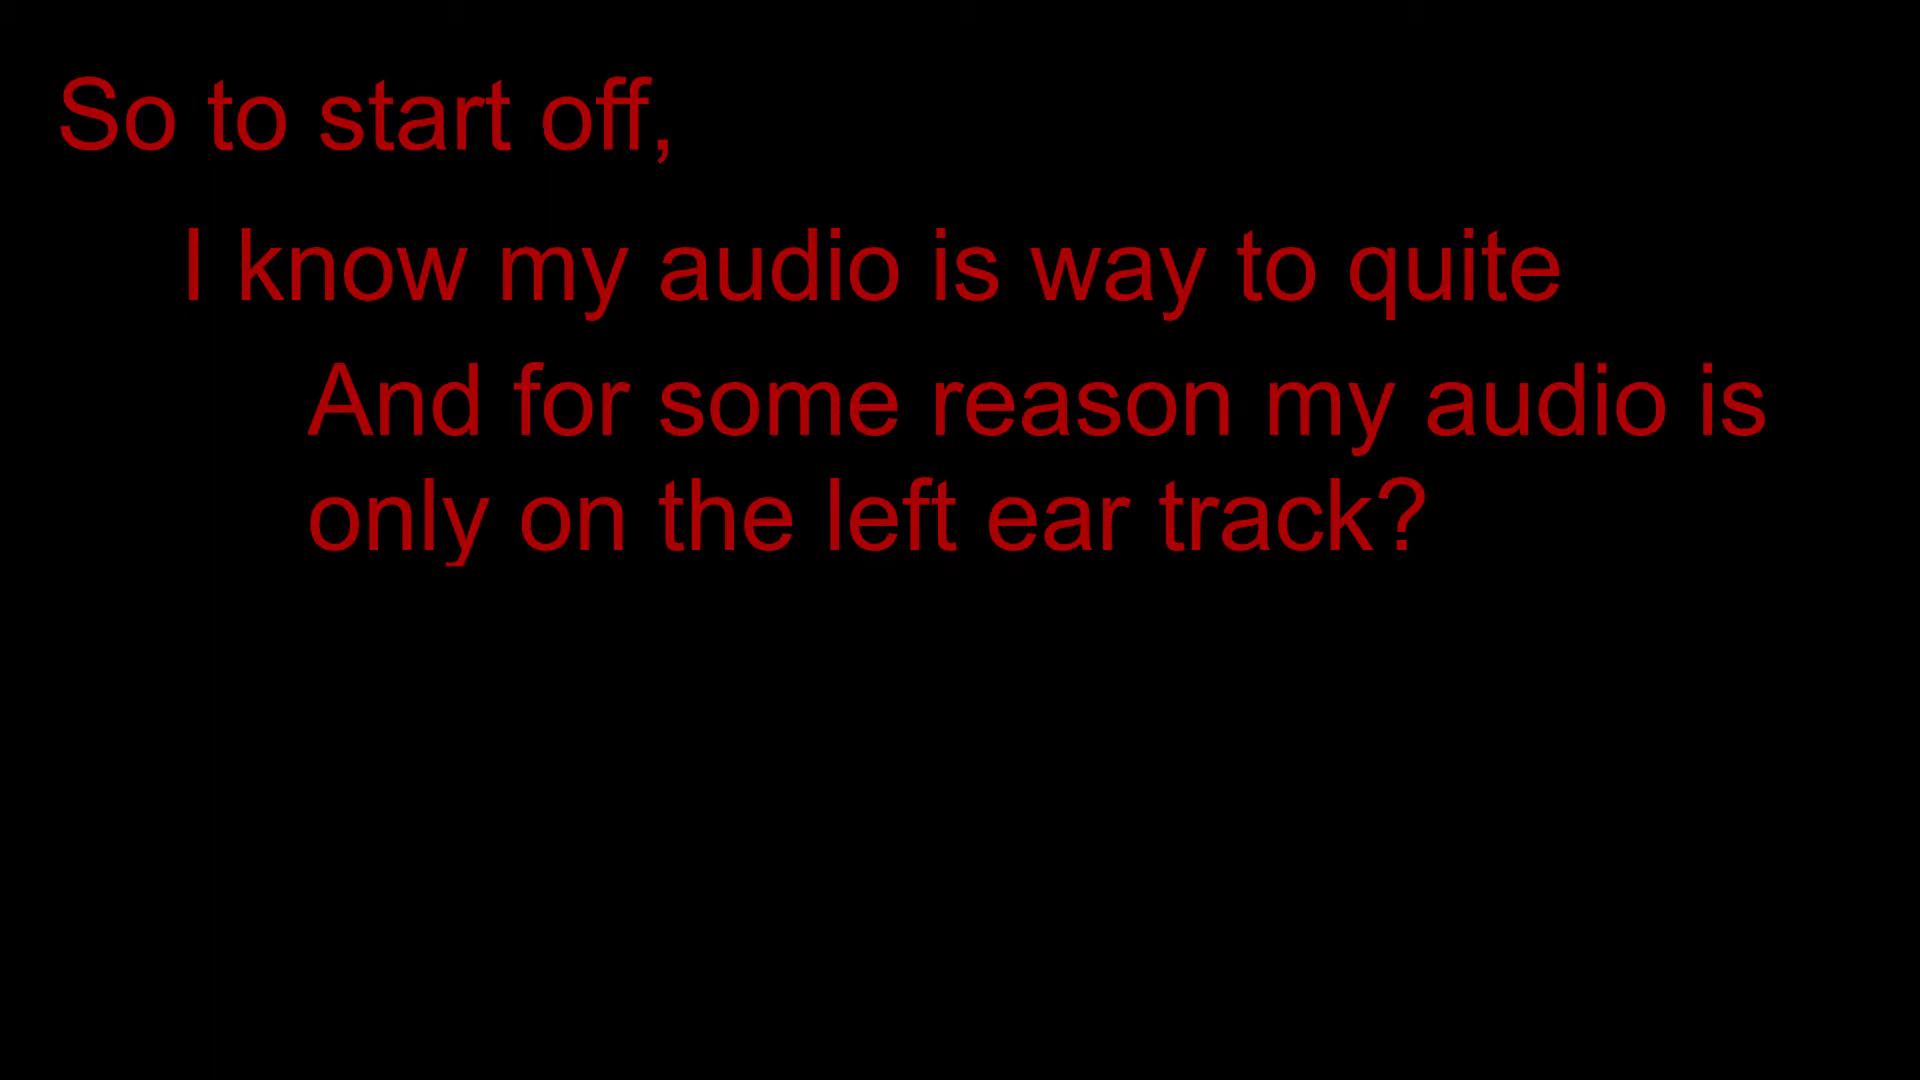 So to start off,
I know my audio is way to quite
And for some reason my audio is
only on the left ear track?